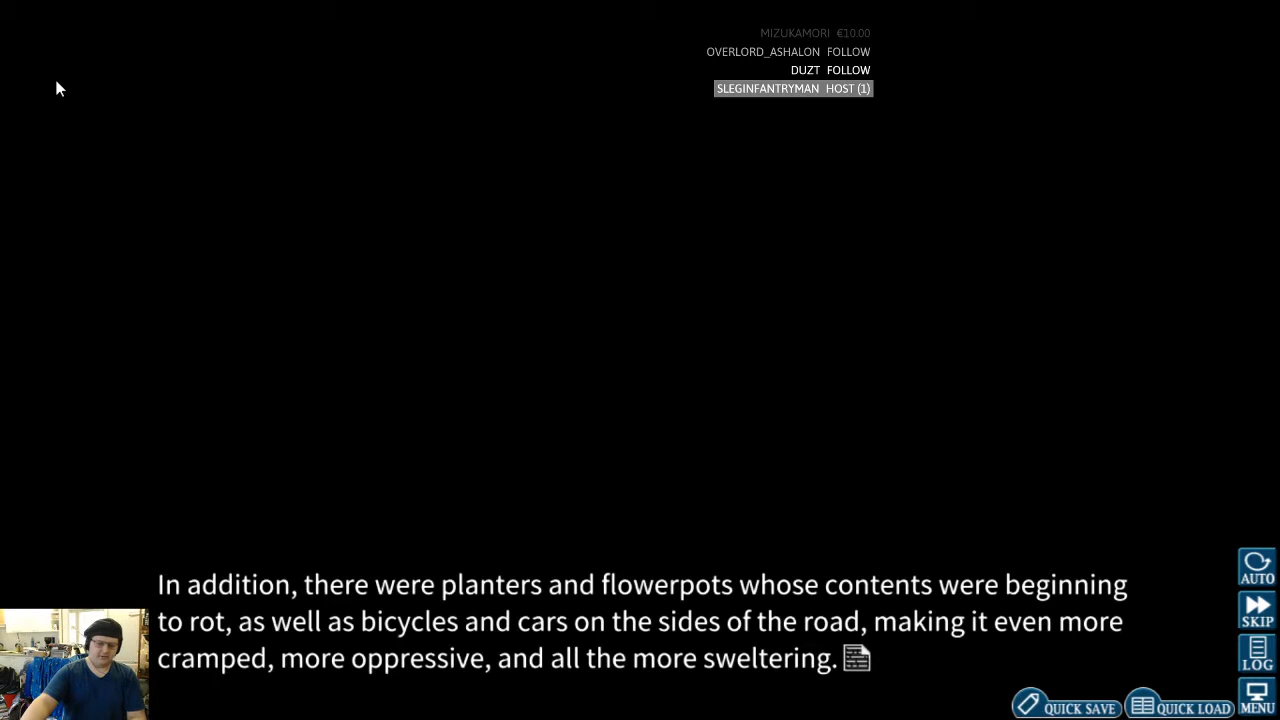 MIZUKAMORI €10.00
OVERLORD_ASHALON FOLLOW
DUZT FOLLOW
SLEGINFANTRYMAN HOST (1)
In addition, there were planters and flowerpots whose contents were beginning
to rot, as well as bicycles and cars on the sides of the road, making it even more
cramped, more oppressive, and all the more sweltering.
AUTO
SKIP
LOG
MENU
QUICK SAVE
QUICK LOAD